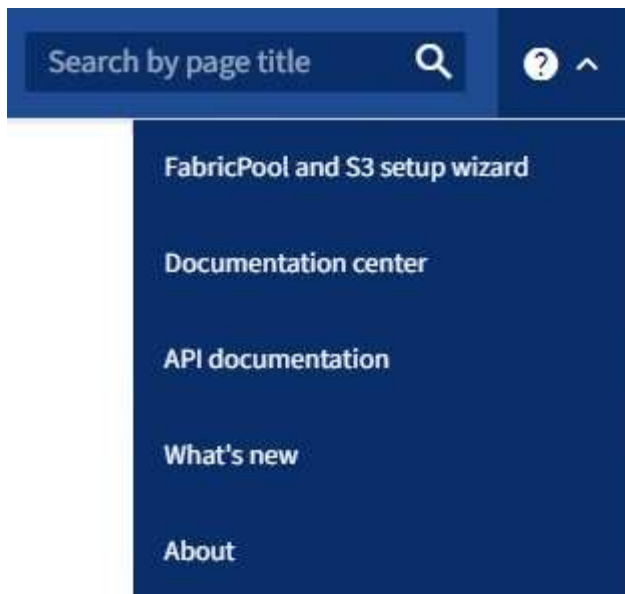 Search by page title
FabricPool and S3 setup wizard
Documentation center
API documentation
What's new
About